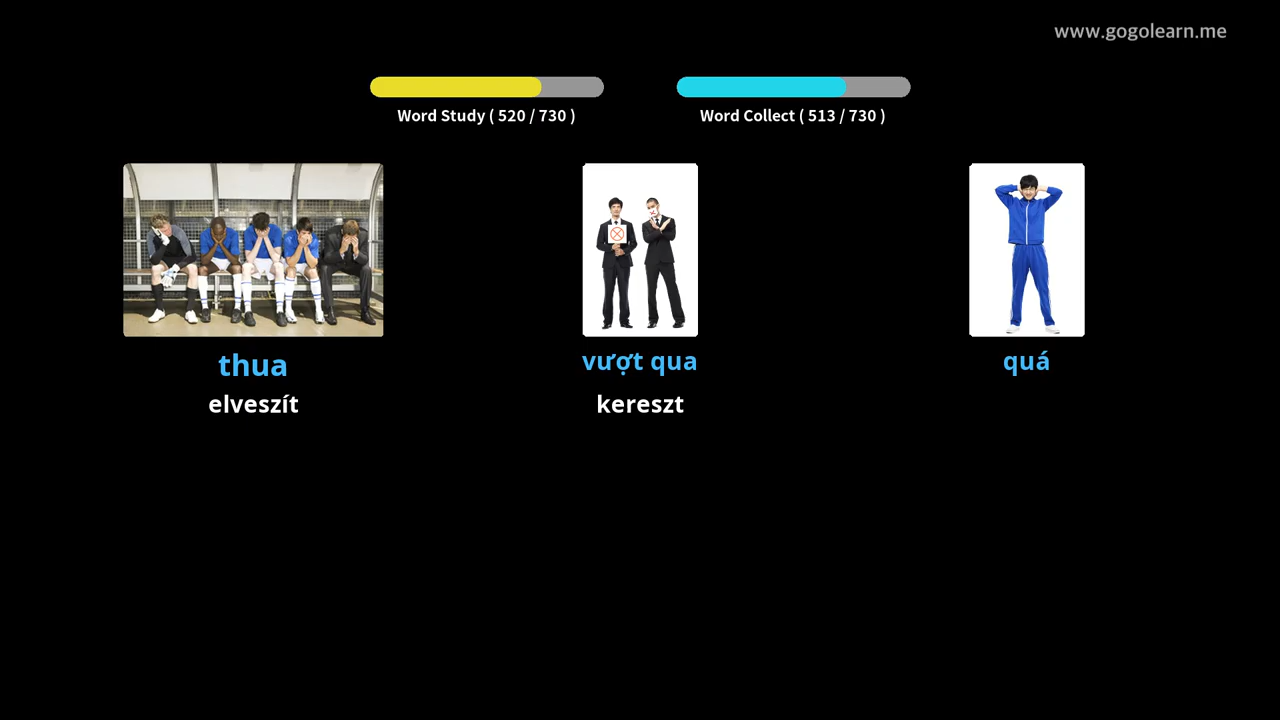 www.gogolearn.me
Word Study ( 520 / 730 )
Word Collect ( 513 / 730 )
thua
vượt qua
quá
elveszít
kereszt